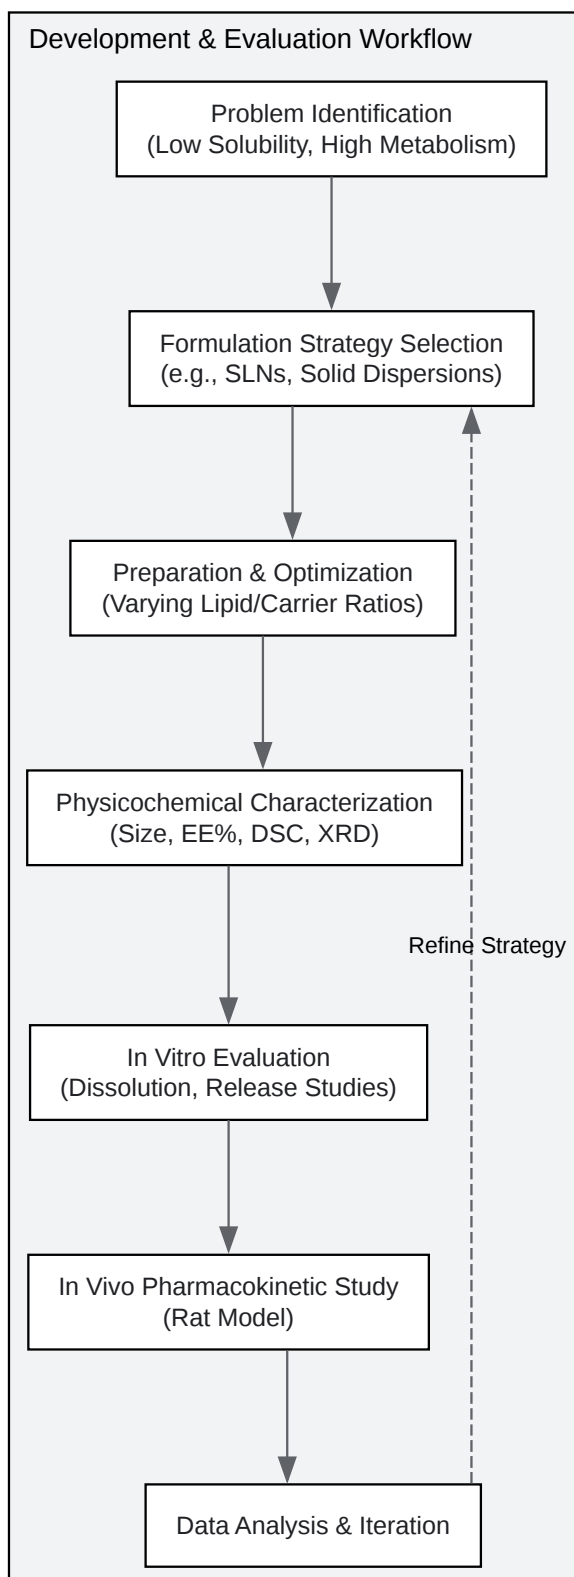 Development & Evaluation Workflow
Problem Identification
(Low Solubility, High Metabolism)
Formulation Strategy Selection
(e.g., SLNs, Solid Dispersions)
Preparation & Optimization
(Varying Lipid/Carrier Ratios)
Physicochemical Characterization
(Size, EE%, DSC, XRD)
Refine Strategy
In Vitro Evaluation
(Dissolution, Release Studies)
In Vivo Pharmacokinetic Study
(Rat Model)
Data Analysis & Iteration